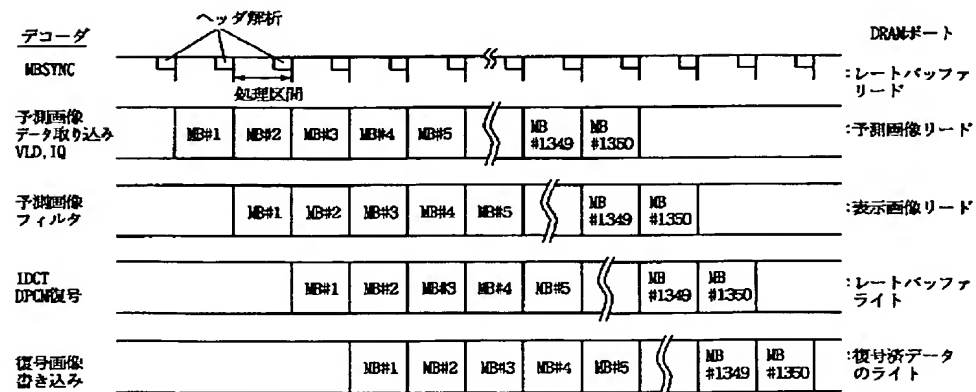 ヘッダ解析
デコーダ
DRAMポート
MBSYNC
:レートバッファ
リード
処理区間
予測画像
データ取り込み
VLD,IQ
MB#1 MB#2 MB#3 MB#4 MB#5 MB #1349 MB #1350
:予測画像リード
予測画像
フィルタ
MB#1 MB#2 MB#3 MB#4 MB#5 MB #1349 MB #1350
:表示画像リード
IDCT
DPCM復号
MB#1 MB#2 MB#3 MB#4 MB#5 MB #1349 MB #1350
:レートバッファ
ライト
復号画像
書き込み
MB#1 MB#2 MB#3 MB#4 MB#5 MB #1349 MB #1350
:復号済データ
のライト